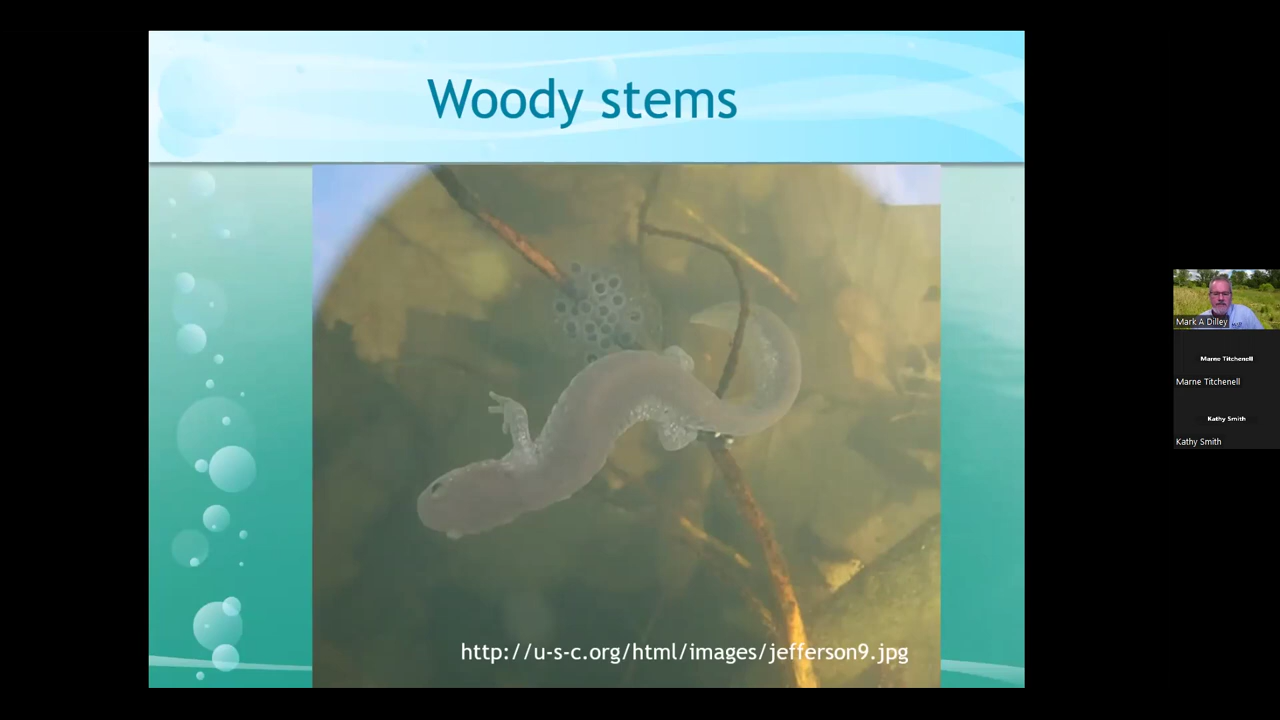 Woody stems
http://u-s-c.org/html/images/jefferson9.jpg
Mark A Dilley
Marne Titchenell
Marne Titchenell
Kathy Smith
Kathy Smith